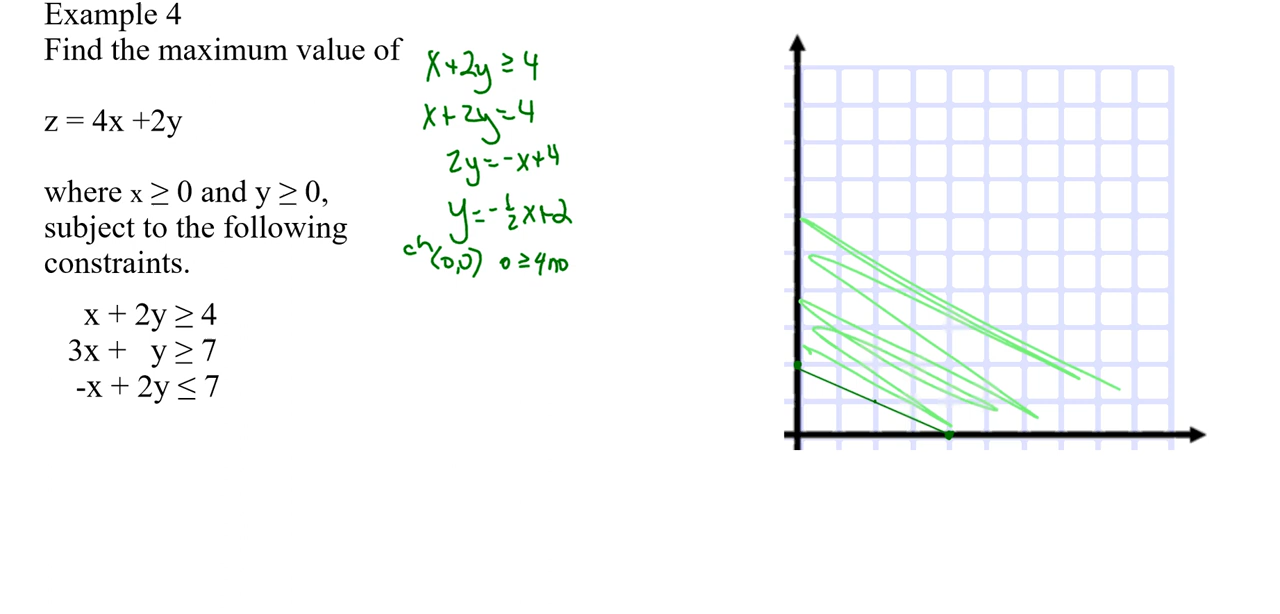 Example 4
Find the maximum value of
z = 4x +2y
where x ≥ 0 and y ≥ 0,
subject to the following
constraints.
x + 2y ≥ 4
3x + y ≥ 7
-x + 2y ≤ 7
x+2y ≥ 4
x+2y=4
2y=-x+4
y=-1/2x+2
ch(0,0) 0 ≥ 4 no